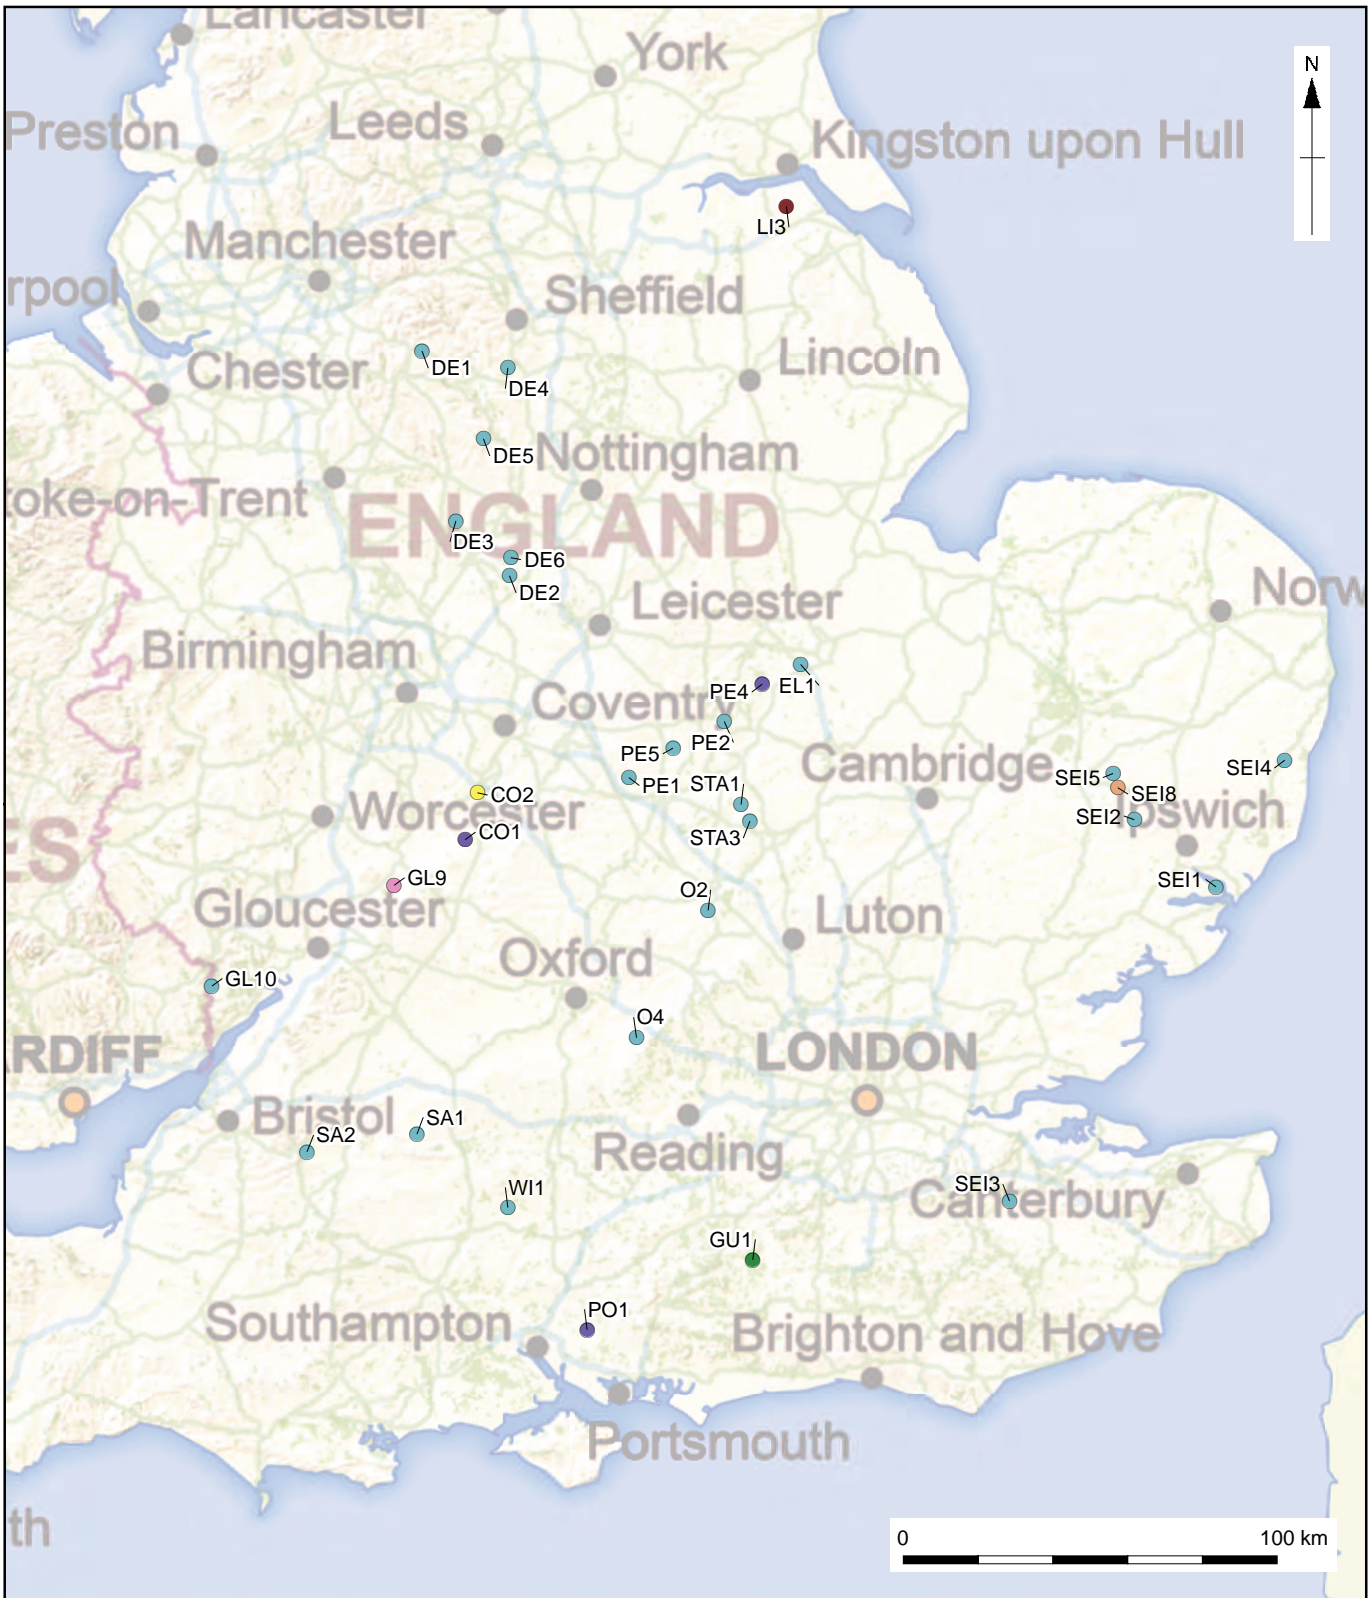 Lancaster
York
N
Preston
Leeds
Kingston upon Hull
LI3
Manchester
rpool
Sheffield
Chester
DE1
DE4
Lincoln
DE5
Nottingham
toke-on-Trent
ENGLAND
DE3
DE6
DE2
Norw
Leicester
Birmingham
PE4
EL1
Coventry
PE2
PE5
Cambridge
SEI4
SEI5
PE1
STA1
SEI8
CO2
Worcester
Ipswich
SEI2
CO1
STA3
ES
GL9
SEI1
O2
Gloucester
Luton
Oxford
GL10
O4
ARDIFF
LONDON
Bristol
SA1
SA2
Reading
WI1
SEI3
Canterbury
GU1
PO1
Southampton
Brighton and Hove
Portsmouth
th
0
100 km